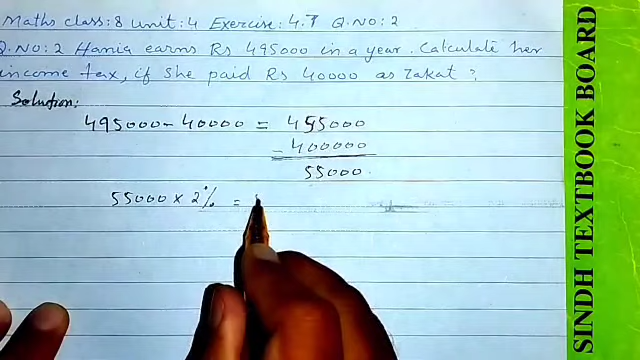 Maths class:8 unit:4 Exercise:4.7 Q.NO:2
Q.NO:2 Hania earns Rs 495000 in a year. Calculate her
income tax, if she paid Rs 40000 as zakat?
Solution:
495000-40000 = 455000
- 400000
55000
55000 x 2% =
SINDH TEXTBOOK BOARD